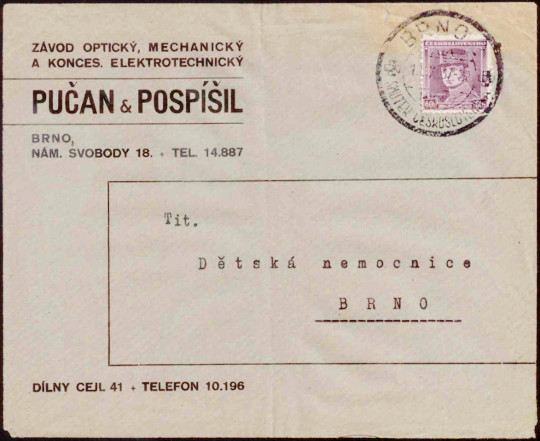 ZÁVOD OPTICKÝ, MECHANICKÝ
A KONCES. ELEKTROTECHNICKÝ
PUČAN & POSPÍŠIL
BRNO,
NÁM. SVOBODY 18. + TEL. 14.887
BRNO
ČESKOSLOVENSKO
Tit.
Dětská nemocnice
BRNO
DÍLNY CEJL 41 + TELEFON 10.196